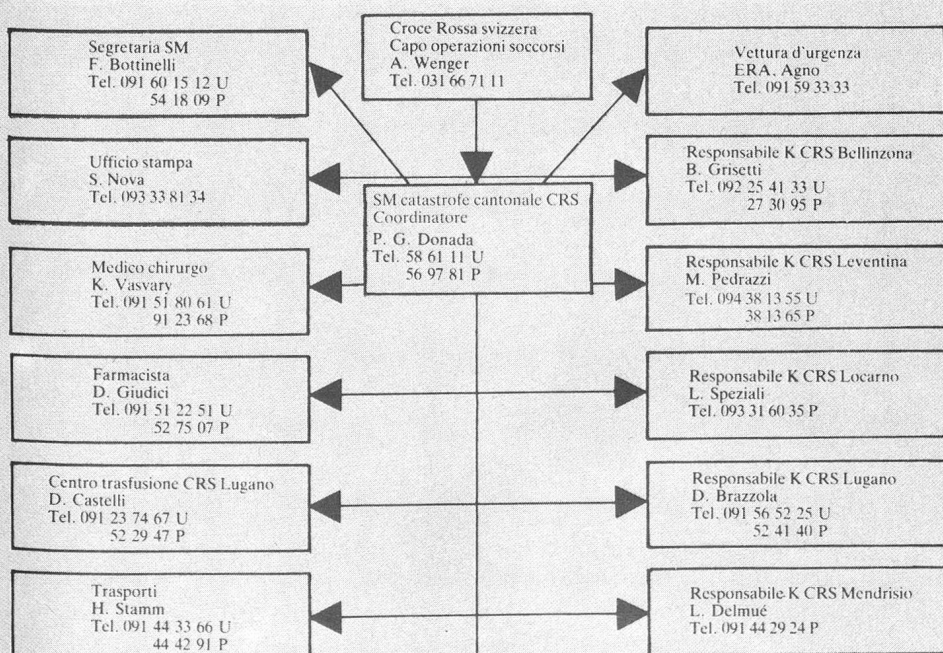 Segretaria SM
F. Bottinelli
Tel. 091 60 15 12 U
54 18 09 P
Croce Rossa svizzera
Capo operazioni soccorsi
A. Wenger
Tel. 031 66 71 11
Vettura d'urgenza
ERA, Agno
Tel. 091 59 33 33
Ufficio stampa
S. Nova
Tel. 093 33 81 34
SM catastrofe cantonale CRS
Coordinatore
P. G. Donada
Tel. 58 61 11 U
56 97 81 P
Responsabile K CRS Bellinzona
B. Grisetti
Tel. 092 25 41 33 U
27 30 95 P
Medico chirurgo
K. Vasvary
Tel. 091 51 80 61 U
91 23 68 P
Responsabile K CRS Leventina
M. Pedrazzi
Tel. 094 38 13 55 U
38 13 65 P
Farmacista
D. Giudici
Tel. 091 51 22 51 U
52 75 07 P
Responsabile K CRS Locarno
L. Speziali
Tel. 093 31 60 35 P
Centro trasfusione CRS Lugano
D. Castelli
Tel. 091 23 74 67 U
52 29 47 P
Responsabile K CRS Lugano
D. Brazzola
Tel. 091 56 52 25 U
52 41 40 P
Trasporti
H. Stamm
Tel. 091 44 33 66 U
44 42 91 P
Responsabile K CRS Mendrisio
L. Delmué
Tel. 091 44 29 24 P